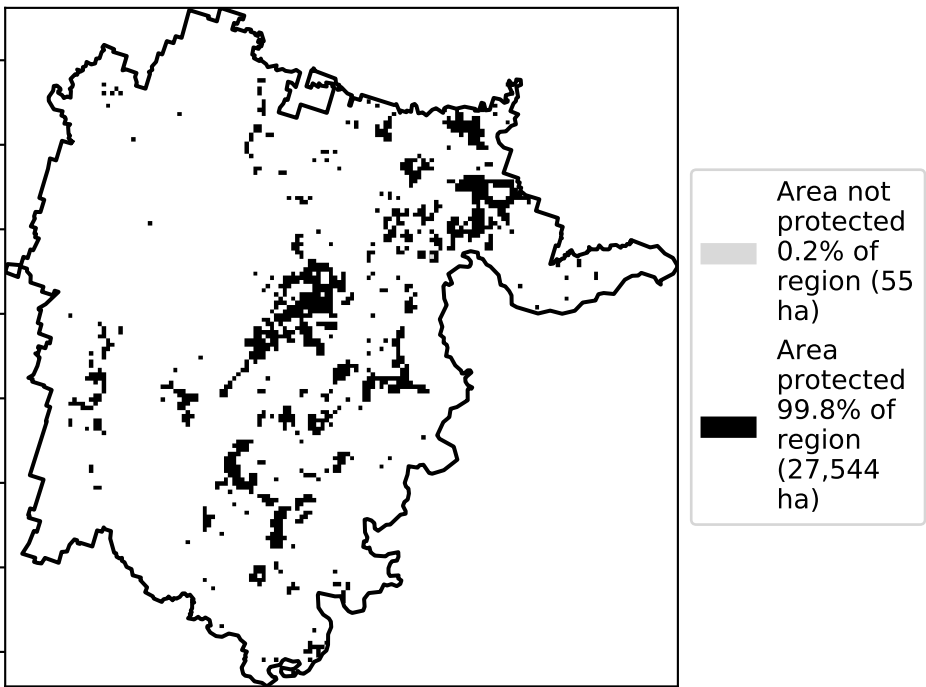 Area not
protected
0.2% of
region (55
ha)
Area
protected
99.8% of
region
(27,544
ha)